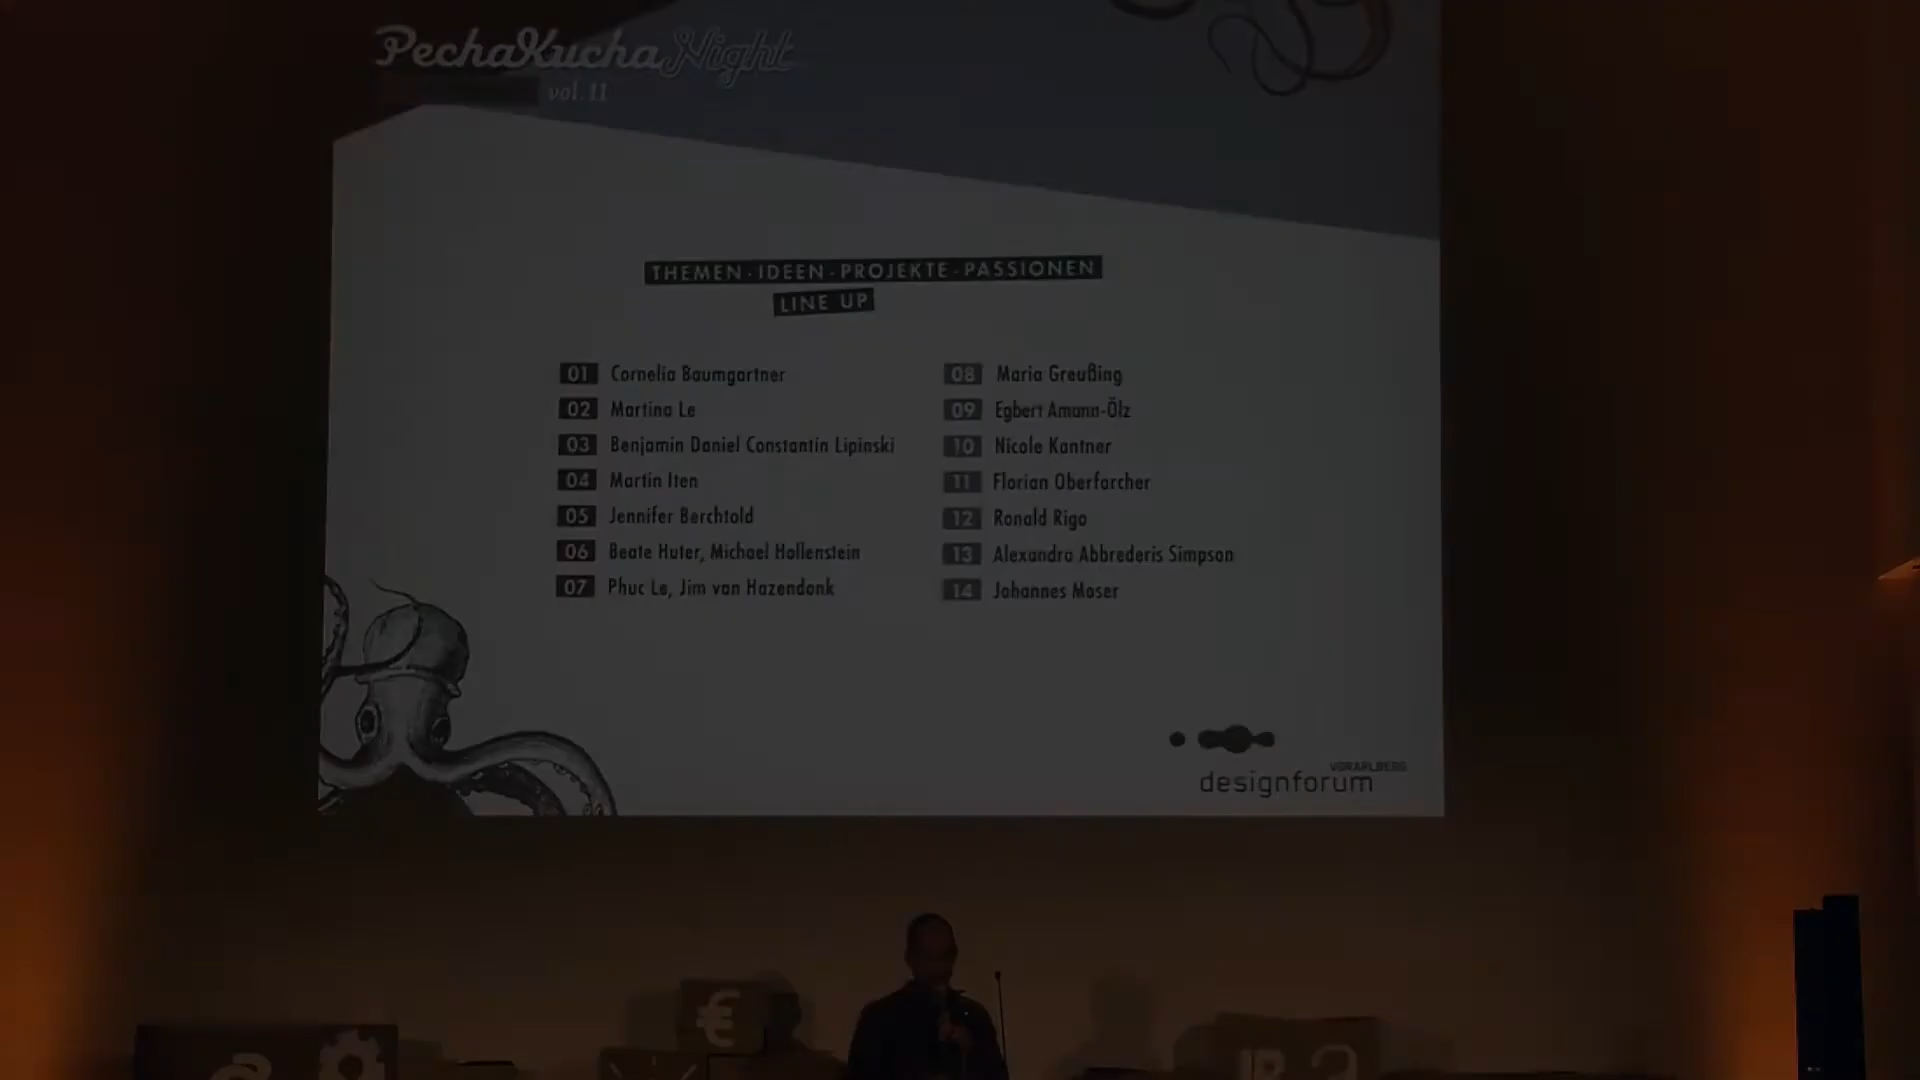 PechaKucha Night
vol. 11
THEMEN · IDEEN · PROJEKTE · PASSIONEN
LINE UP
01 Cornelia Baumgartner
02 Martina Le
03 Benjamin Daniel Constantin Lipinski
04 Martin Iten
05 Jennifer Berchtold
06 Beate Huter, Michael Hollenstein
07 Phuc Le, Jim van Hazendonk
08 Maria Greußing
09 Egbert Amann-Ölz
10 Nicole Kantner
11 Florian Oberforcher
12 Ronald Rigo
13 Alexandra Abbrederis Simpson
14 Johannes Moser
VORARLBERG
designforum
€